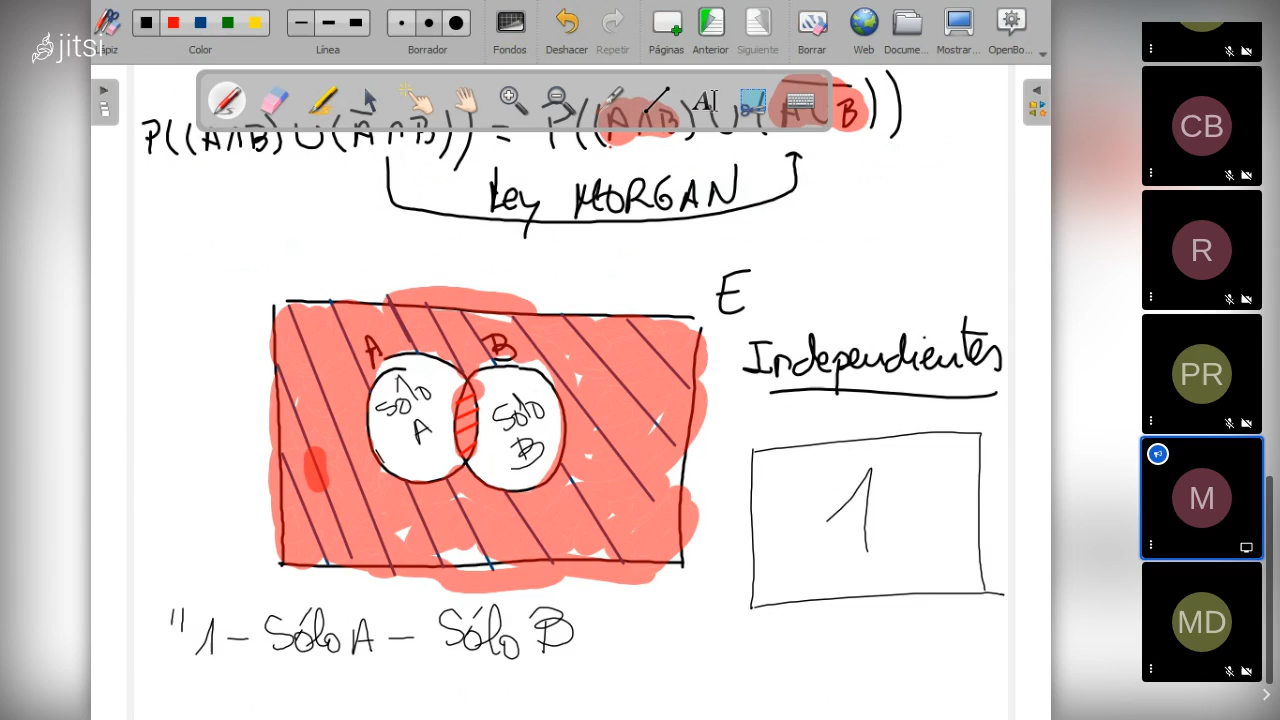 jitsi
Color
Línea
Borrador
Fondos
Deshacer
Repetir
Páginas
Anterior
Siguiente
Borrar
Web
Docume...
Mostrar...
OpenBo...
P((A∩B) ∪ (A̅∩B̅)) = P((A∩B) ∪ (A̅∪̅B̅))
Ley MORGAN
E
Independientes
A
B
Sólo
A
Sólo
B
1
"1 - Sólo A - Sólo B
CB
R
PR
M
MD